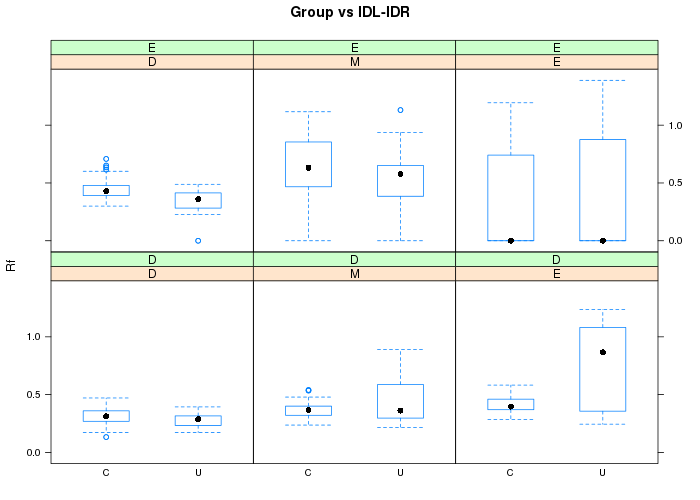 Group vs IDL-IDR
E E E
D M E
1.0
0.5
0.0
Rf
D D D
D M E
1.0
0.5
0.0
C U C U C U